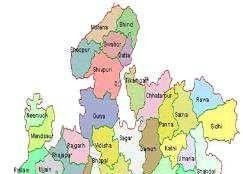 Morena
Bhind
Gwalior
Datia
Sheopur
Shivpuri
Tikamgarh
Chhatarpur
Rewa
Neemuch
Guna
Satna
Panna
Sidhi
Mandsaur
Sagar
Rajgarh
Vidisha
Damoh
Katni
Umaria
Shajapur
Ujjain
Bhopal
Shahdol